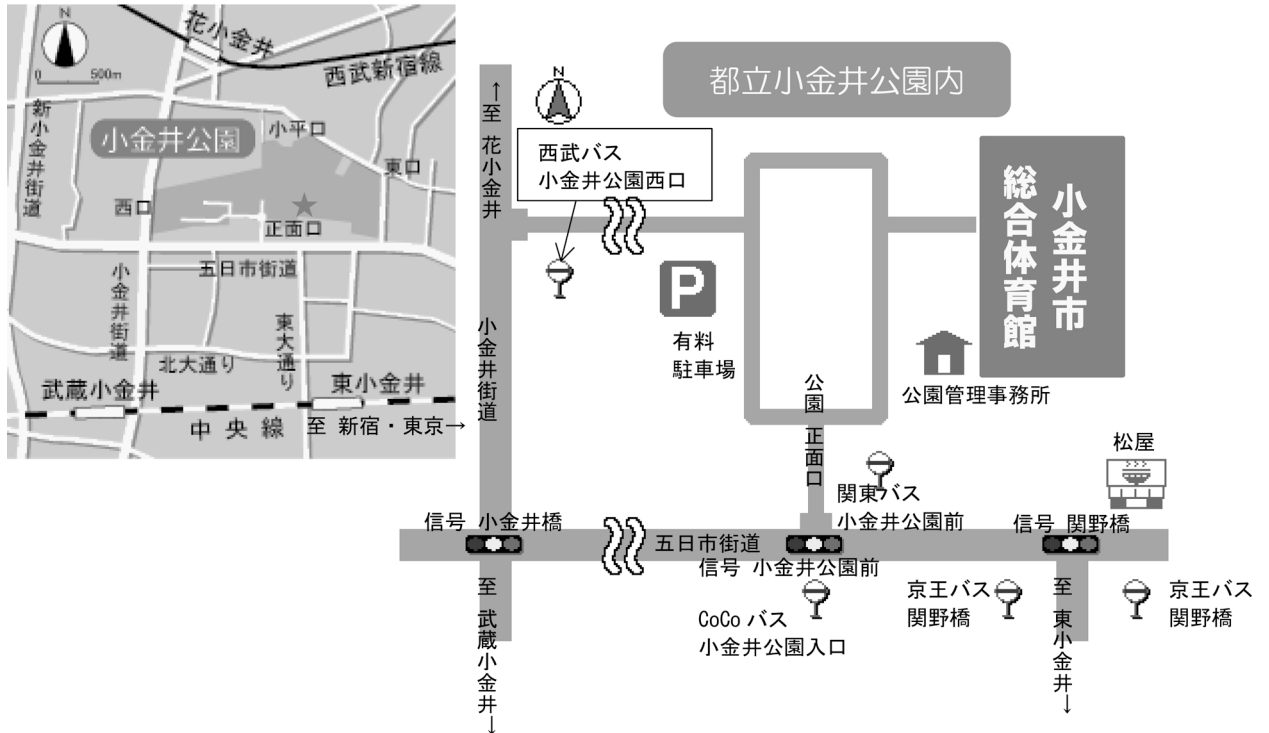 N
0 500m
花小金井
西武新宿線
新小金井街道
小金井公園
小平口
東口
西口
正面口
五日市街道
小金井街道
東大通り
北大通り
武蔵小金井
東小金井
中央線
至 新宿・東京→
都立小金井公園内
N
←至 花小金井
西武バス
小金井公園西口
小金井市
総合体育館
P
有料
駐車場
小金井街道
公園管理事務所
公園 正面口
関東バス
小金井公園前
松屋
信号 小金井橋
五日市街道
信号 小金井公園前
信号 関野橋
CoCo バス
小金井公園入口
京王バス
関野橋
京王バス
関野橋
至 武蔵小金井→
至 東小金井→